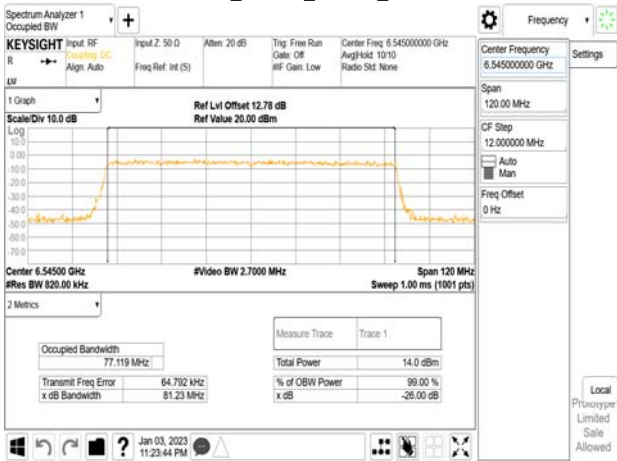 Spectrum Analyzer 1
Occupied BW
Frequency
KEYSIGHT
R
Input: RF
Coupling: DC
Align: Auto
Input Z: 50 Ω
Freq Ref: Int (S)
Atten: 20 dB
Trig: Free Run
Gate: Off
#IF Gain: Low
Center Freq: 6.545000000 GHz
Avg|Hold: 10/10
Radio Std: None
LXI
Center Frequency
6.545000000 GHz
Settings
Span
120.00 MHz
CF Step
12.000000 MHz
Auto
Man
Freq Offset
0 Hz
1 Graph
Scale/Div 10.0 dB
Ref Lvl Offset 12.78 dB
Ref Value 20.00 dBm
Log
10.0
0.00
-10.0
-20.0
-30.0
-40.0
-50.0
-60.0
-70.0
Center 6.54500 GHz
#Res BW 820.00 kHz
#Video BW 2.7000 MHz
Span 120 MHz
Sweep 1.00 ms (1001 pts)
2 Metrics
Measure Trace Trace 1
Occupied Bandwidth
77.119 MHz
Total Power 14.0 dBm
Transmit Freq Error 64.792 kHz
% of OBW Power 99.00 %
x dB Bandwidth 81.23 MHz
x dB -26.00 dB
Local
Prototype
Limited
Sale
Allowed
?
Jan 03, 2023
11:23:44 PM